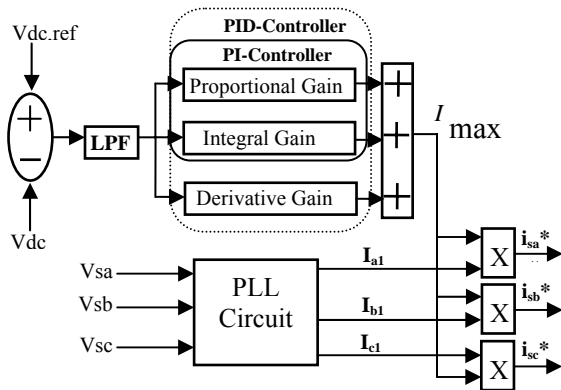 Vdc.ref
PID-Controller
PI-Controller
Proportional Gain
Integral Gain
Derivative Gain
LPF
+
−
+
+
+
I max
Vdc
Vsa
Vsb
Vsc
PLL
Circuit
Ia1
Ib1
Ic1
X
X
X
isa*
isb*
isc*